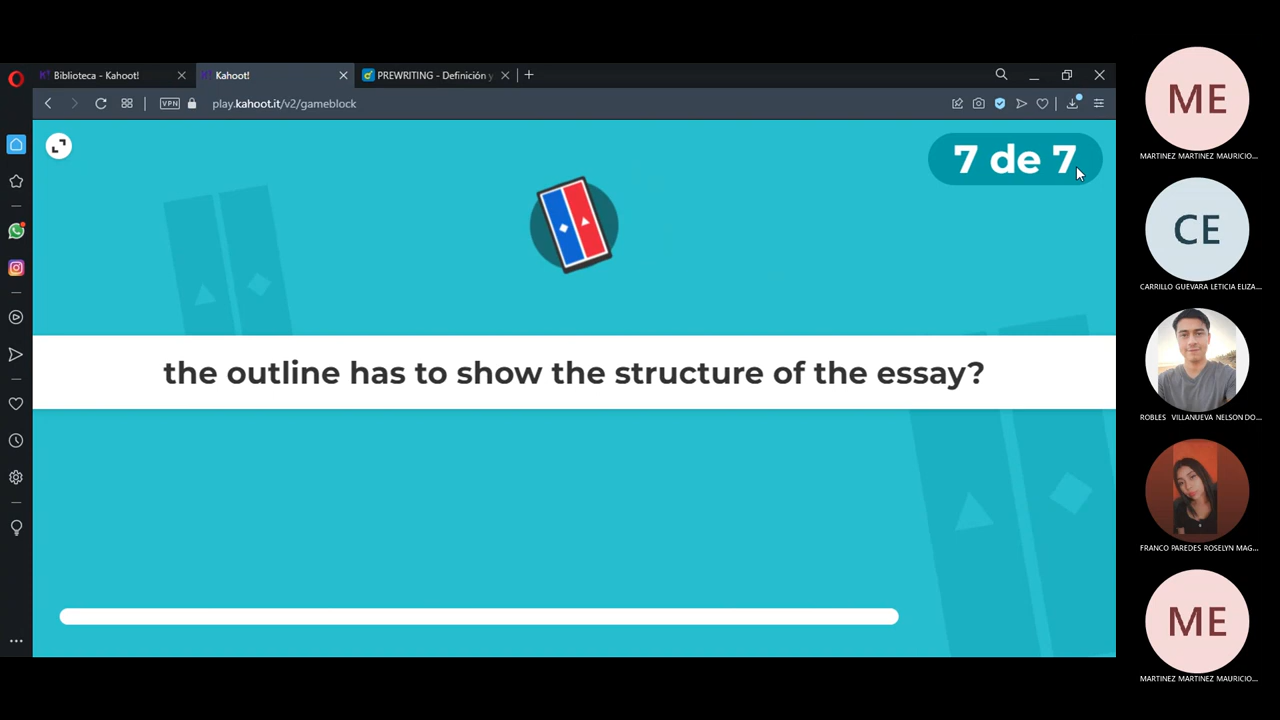 Biblioteca - Kahoot!
Kahoot!
PREWRITING - Definición y
VPN
play.kahoot.it/v2/gameblock
7 de 7
the outline has to show the structure of the essay?
ME
MARTINEZ MARTINEZ MAURICIO...
CE
CARRILLO GUEVARA LETICIA ELIZA...
ROBLES VILLANUEVA NELSON DO...
FRANCO PAREDES ROSELYN MAG...
ME
MARTINEZ MARTINEZ MAURICIO...